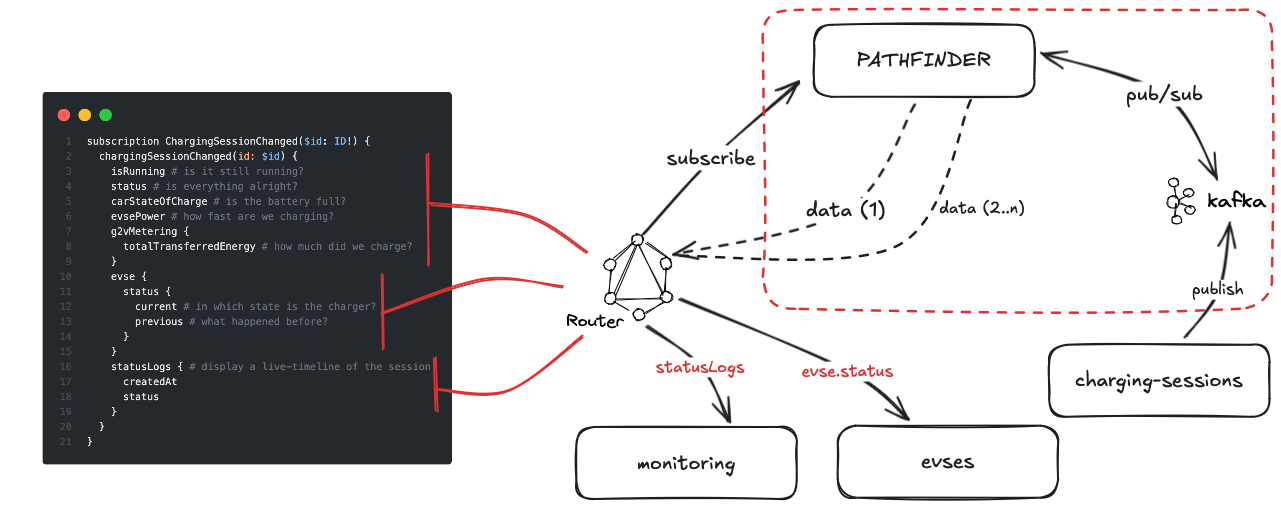 1 subscription ChargingSessionChanged($id: ID!) {
2 chargingSessionChanged(id: $id) {
3 isRunning # is it still running?
4 status # is everything alright?
5 carStateOfCharge # is the battery full?
6 evsePower # how fast are we charging?
7 g2vMetering {
8 totalTransferredEnergy # how much did we charge?
9 }
10 evse {
11 status {
12 current # in which state is the charger?
13 previous # what happened before?
14 }
15 }
16 statusLogs { # display a live-timeline of the session
17 createdAt
18 status
19 }
20 }
21 }
PATHFINDER
pub/sub
subscribe
data (1)
data (2..n)
kafka
publish
Router
statusLogs
evse.status
charging-sessions
monitoring
evses